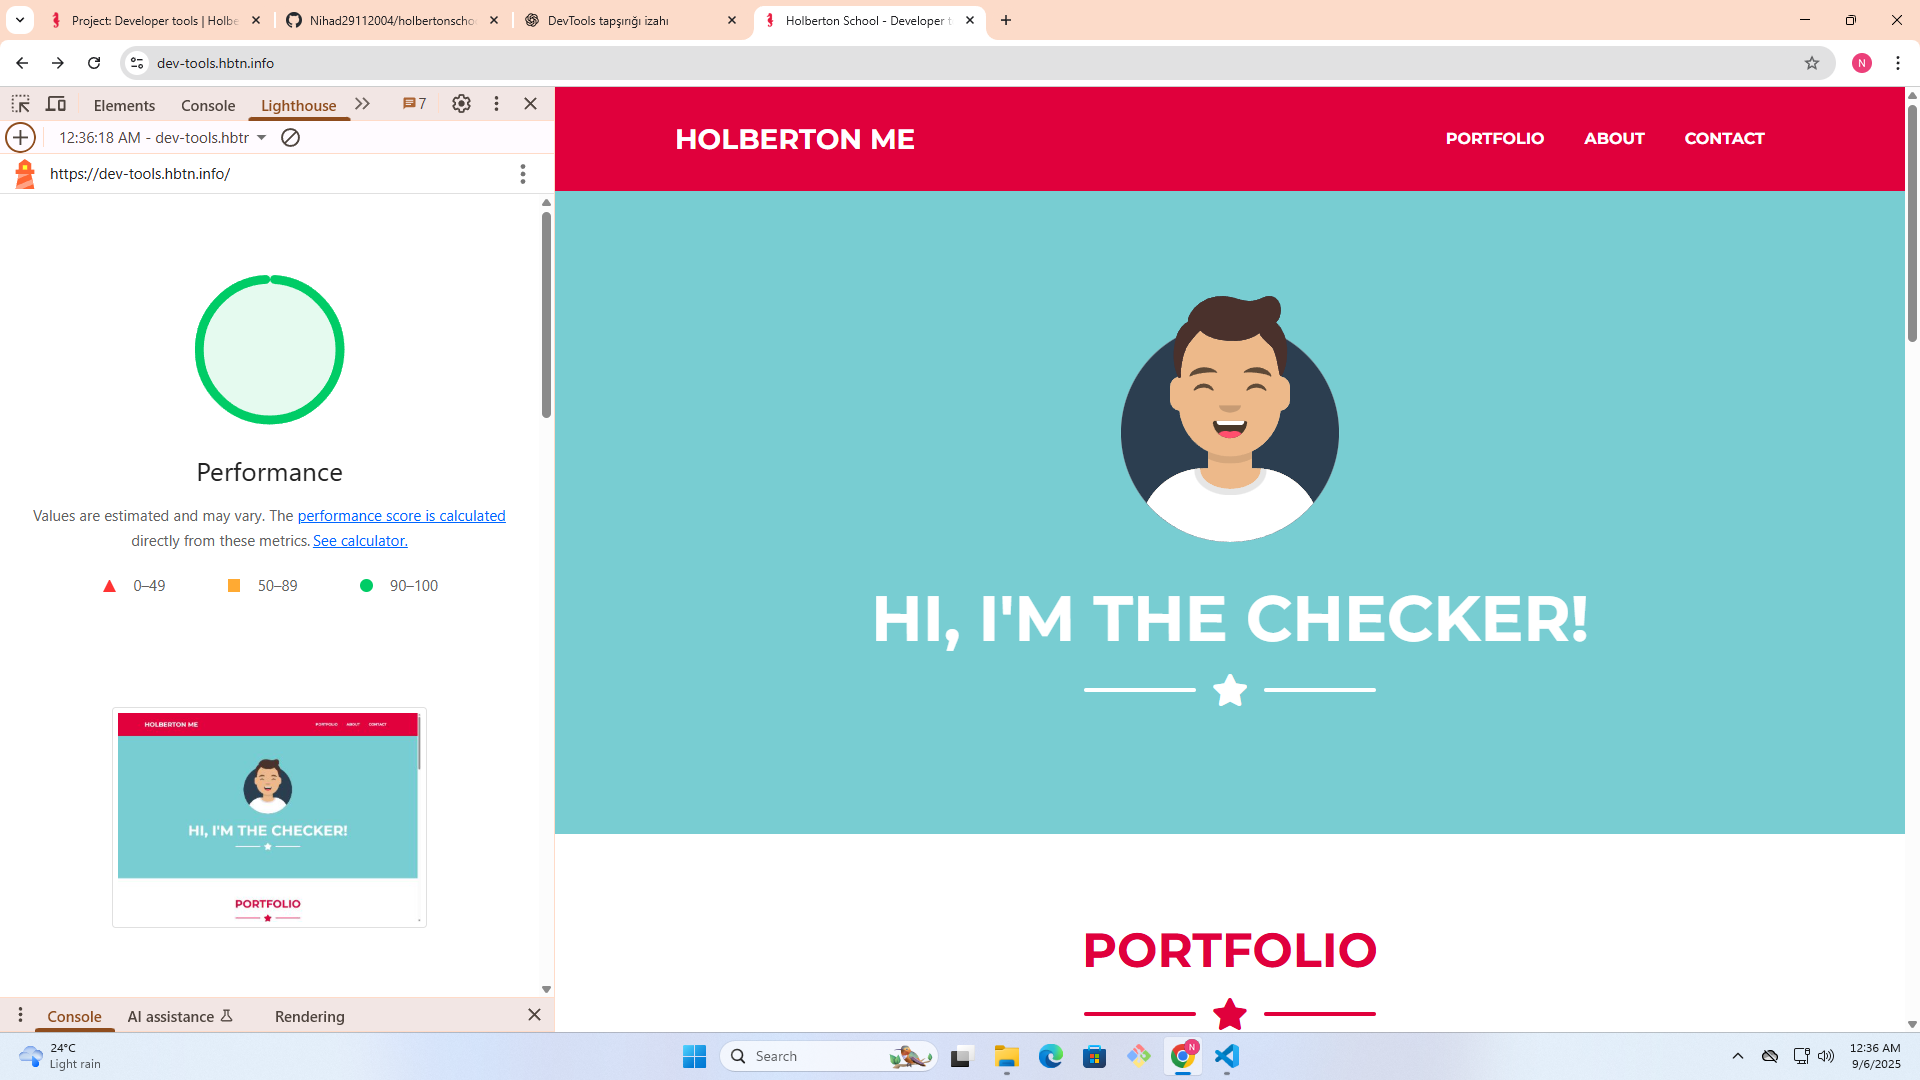 Project: Developer tools | Holbe
Nihad29112004/holbertonscho
DevTools tapşırığı izahı
Holberton School - Developer t
dev-tools.hbtn.info
N
Elements
Console
Lighthouse
7
12:36:18 AM - dev-tools.hbtr
https://dev-tools.hbtn.info/
HOLBERTON ME
PORTFOLIO
ABOUT
CONTACT
Performance
Values are estimated and may vary. The performance score is calculated
directly from these metrics. See calculator.
0–49
50–89
90–100
HOLBERTON ME
PORTFOLIO
ABOUT
CONTACT
HI, I'M THE CHECKER!
PORTFOLIO
HI, I'M THE CHECKER!
PORTFOLIO
Console
AI assistance
Rendering
24°C
Light rain
Search
N
12:36 AM
9/6/2025